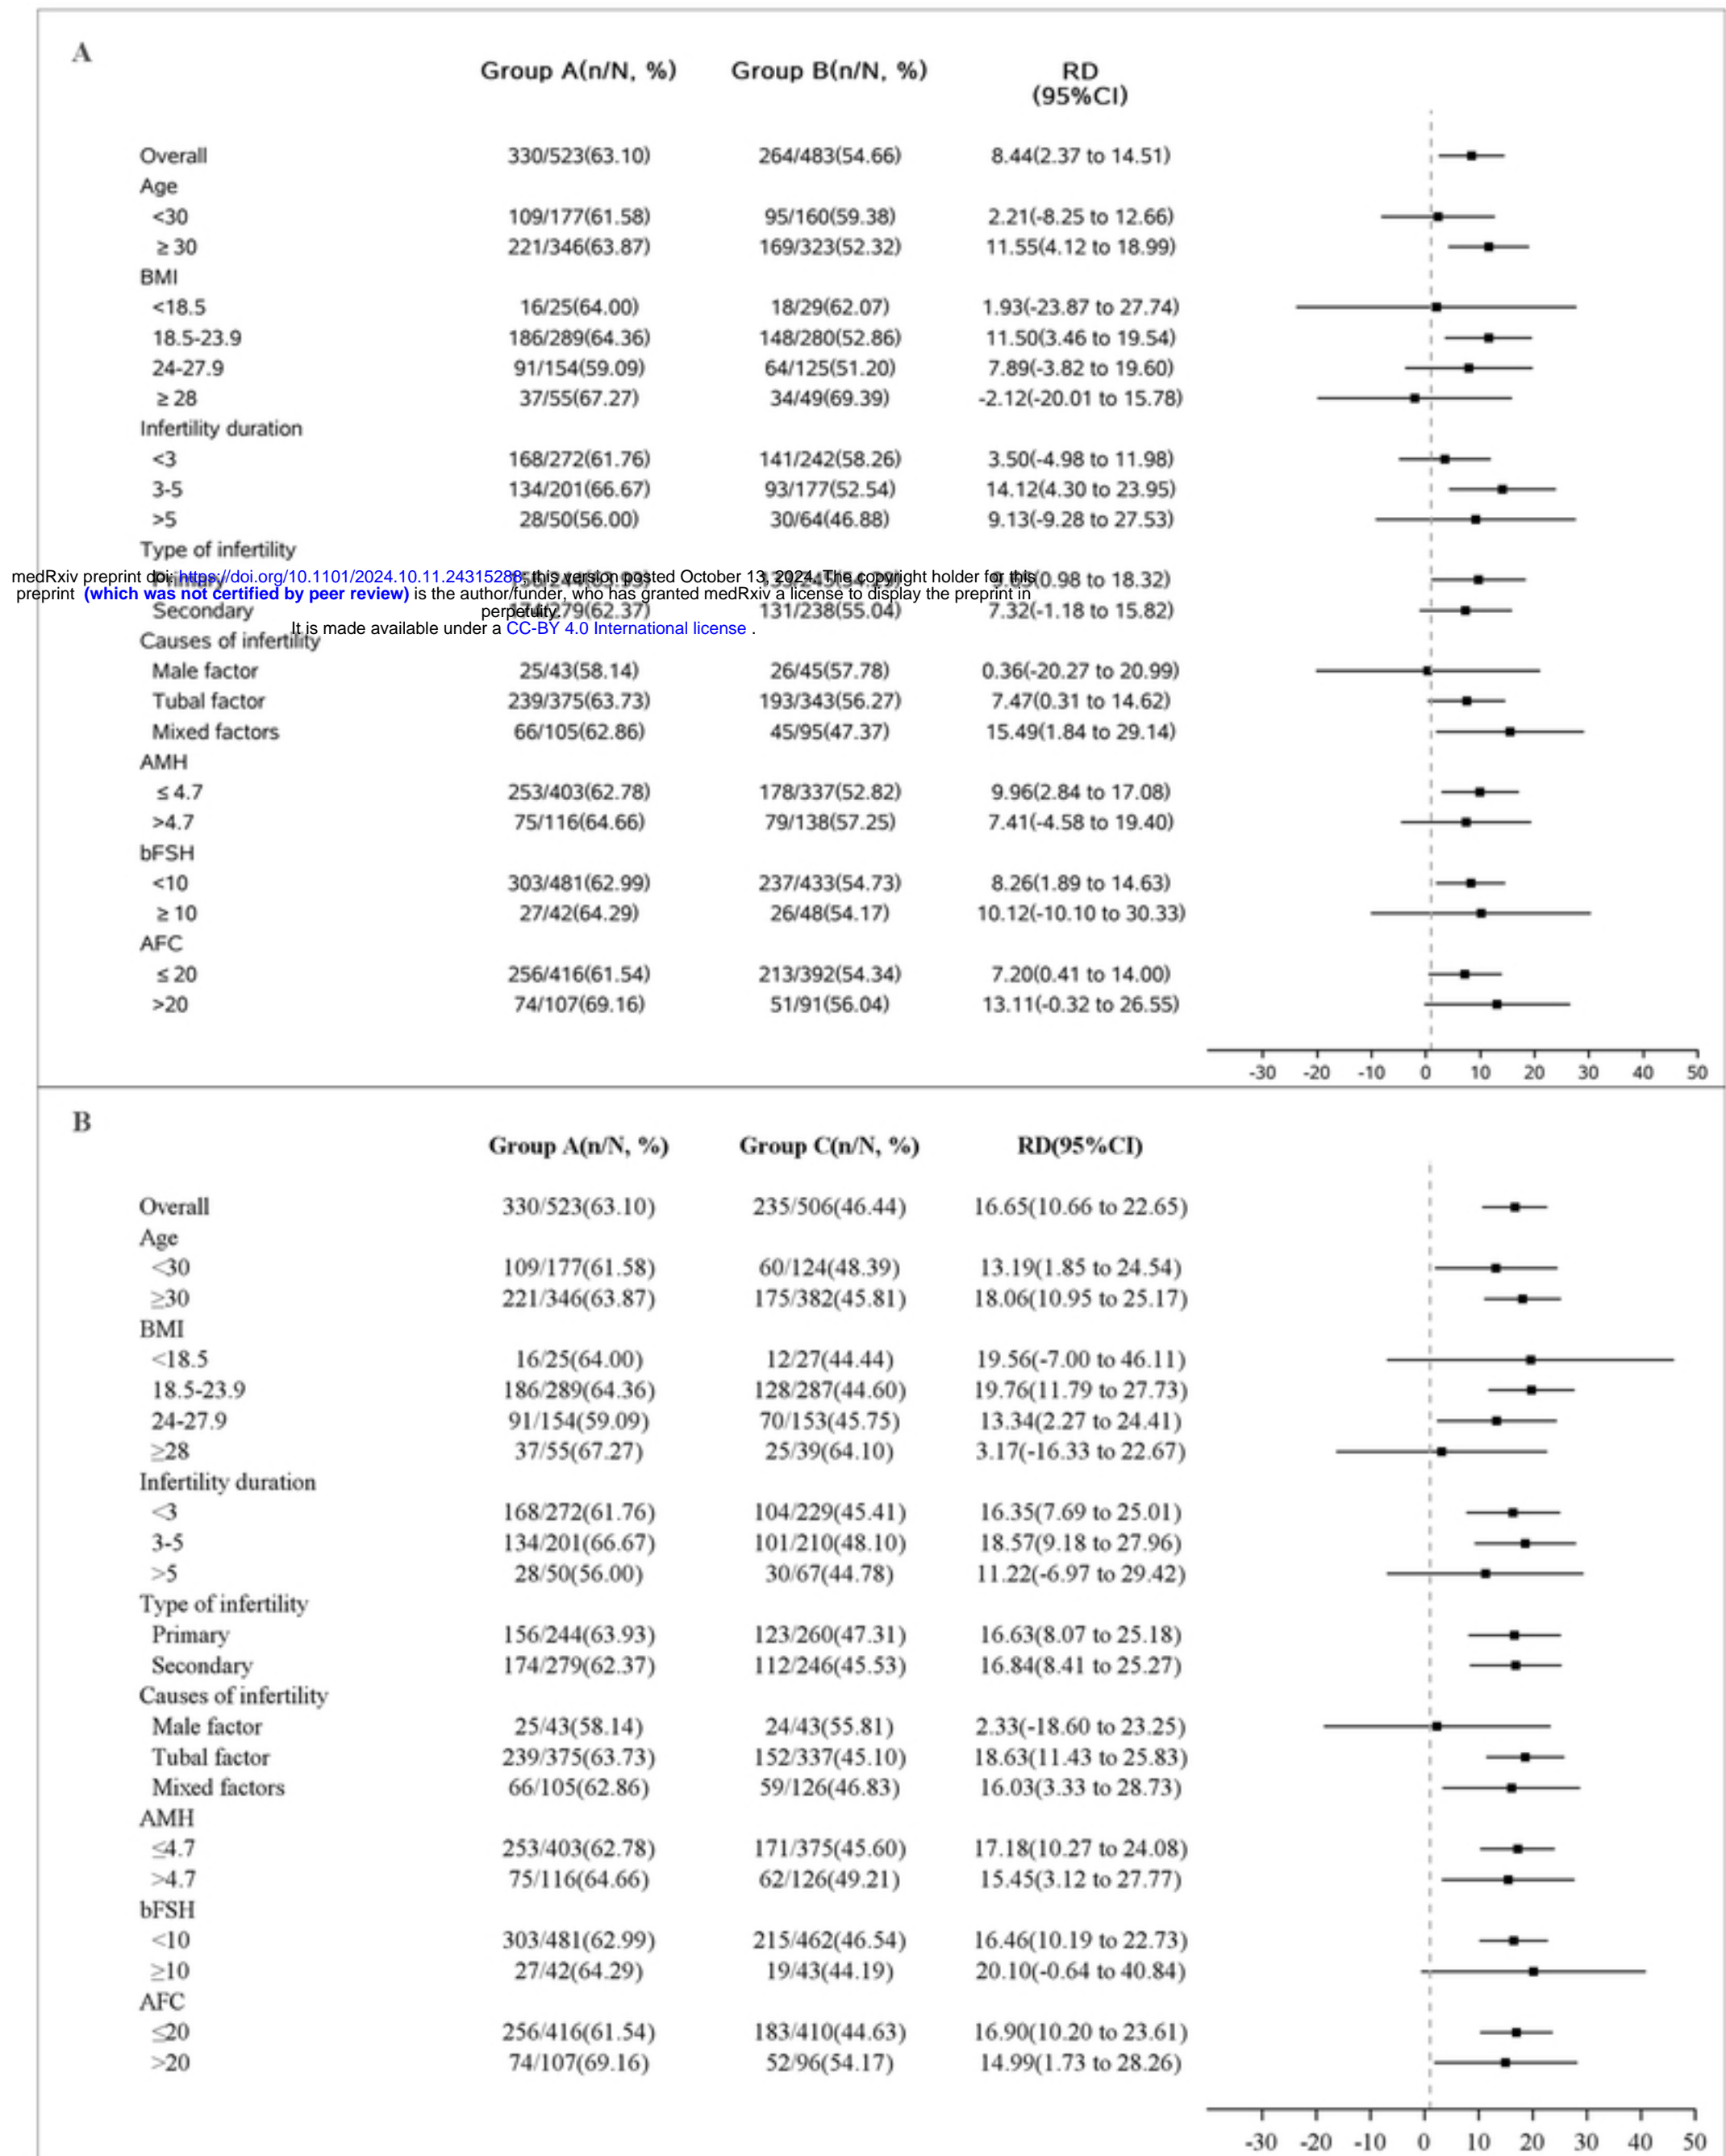 A
Group A(n/N, %) Group B(n/N, %) RD
(95%CI)
Overall 330/523(63.10) 264/483(54.66) 8.44(2.37 to 14.51)
Age
<30 109/177(61.58) 95/160(59.38) 2.21(-8.25 to 12.66)
≥ 30 221/346(63.87) 169/323(52.32) 11.55(4.12 to 18.99)
BMI
<18.5 16/25(64.00) 18/29(62.07) 1.93(-23.87 to 27.74)
18.5-23.9 186/289(64.36) 148/280(52.86) 11.50(3.46 to 19.54)
24-27.9 91/154(59.09) 64/125(51.20) 7.89(-3.82 to 19.60)
≥ 28 37/55(67.27) 34/49(69.39) -2.12(-20.01 to 15.78)
Infertility duration
<3 168/272(61.76) 141/242(58.26) 3.50(-4.98 to 11.98)
3-5 134/201(66.67) 93/177(52.54) 14.12(4.30 to 23.95)
>5 28/50(56.00) 30/64(46.88) 9.13(-9.28 to 27.53)
Type of infertility
medRxiv preprint doi: https://doi.org/10.1101/2024.10.11.24315288; this version posted October 13, 2024. The copyright holder for this
Primary (0.98 to 18.32)
preprint (which was not certified by peer review) is the author/funder, who has granted medRxiv a license to display the preprint in
perpetuity.
Secondary 279(62.37) 131/238(55.04) 7.32(-1.18 to 15.82)
It is made available under a CC-BY 4.0 International license .
Causes of infertility
Male factor 25/43(58.14) 26/45(57.78) 0.36(-20.27 to 20.99)
Tubal factor 239/375(63.73) 193/343(56.27) 7.47(0.31 to 14.62)
Mixed factors 66/105(62.86) 45/95(47.37) 15.49(1.84 to 29.14)
AMH
≤ 4.7 253/403(62.78) 178/337(52.82) 9.96(2.84 to 17.08)
>4.7 75/116(64.66) 79/138(57.25) 7.41(-4.58 to 19.40)
bFSH
<10 303/481(62.99) 237/433(54.73) 8.26(1.89 to 14.63)
≥ 10 27/42(64.29) 26/48(54.17) 10.12(-10.10 to 30.33)
AFC
≤ 20 256/416(61.54) 213/392(54.34) 7.20(0.41 to 14.00)
>20 74/107(69.16) 51/91(56.04) 13.11(-0.32 to 26.55)
-30 -20 -10 0 10 20 30 40 50
B
Group A(n/N, %) Group C(n/N, %) RD(95%CI)
Overall 330/523(63.10) 235/506(46.44) 16.65(10.66 to 22.65)
Age
<30 109/177(61.58) 60/124(48.39) 13.19(1.85 to 24.54)
≥30 221/346(63.87) 175/382(45.81) 18.06(10.95 to 25.17)
BMI
<18.5 16/25(64.00) 12/27(44.44) 19.56(-7.00 to 46.11)
18.5-23.9 186/289(64.36) 128/287(44.60) 19.76(11.79 to 27.73)
24-27.9 91/154(59.09) 70/153(45.75) 13.34(2.27 to 24.41)
≥28 37/55(67.27) 25/39(64.10) 3.17(-16.33 to 22.67)
Infertility duration
<3 168/272(61.76) 104/229(45.41) 16.35(7.69 to 25.01)
3-5 134/201(66.67) 101/210(48.10) 18.57(9.18 to 27.96)
>5 28/50(56.00) 30/67(44.78) 11.22(-6.97 to 29.42)
Type of infertility
Primary 156/244(63.93) 123/260(47.31) 16.63(8.07 to 25.18)
Secondary 174/279(62.37) 112/246(45.53) 16.84(8.41 to 25.27)
Causes of infertility
Male factor 25/43(58.14) 24/43(55.81) 2.33(-18.60 to 23.25)
Tubal factor 239/375(63.73) 152/337(45.10) 18.63(11.43 to 25.83)
Mixed factors 66/105(62.86) 59/126(46.83) 16.03(3.33 to 28.73)
AMH
≤4.7 253/403(62.78) 171/375(45.60) 17.18(10.27 to 24.08)
>4.7 75/116(64.66) 62/126(49.21) 15.45(3.12 to 27.77)
bFSH
<10 303/481(62.99) 215/462(46.54) 16.46(10.19 to 22.73)
≥10 27/42(64.29) 19/43(44.19) 20.10(-0.64 to 40.84)
AFC
≤20 256/416(61.54) 183/410(44.63) 16.90(10.20 to 23.61)
>20 74/107(69.16) 52/96(54.17) 14.99(1.73 to 28.26)
-30 -20 -10 0 10 20 30 40 50